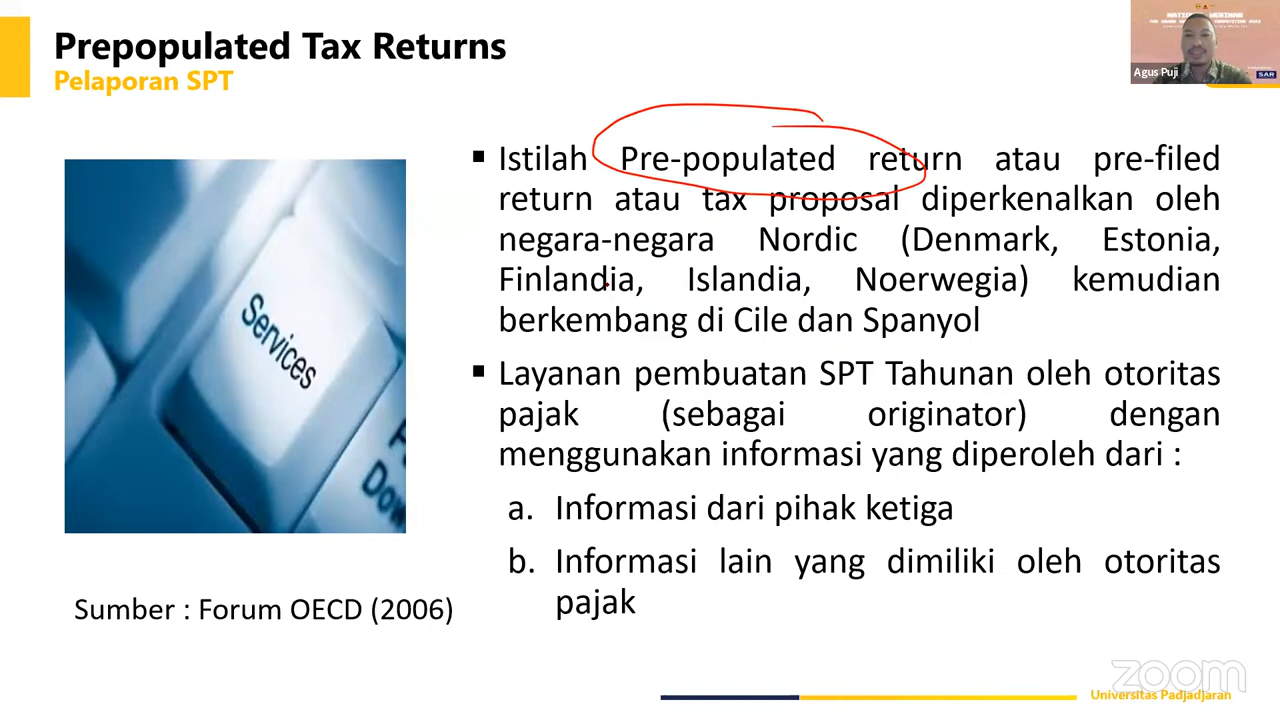 Prepopulated Tax Returns
Pelaporan SPT
NATIONAL WEBINAR
Agus Puji
SAR
▪ Istilah Pre-populated return atau pre-filed
return atau tax proposal diperkenalkan oleh
negara-negara Nordic (Denmark, Estonia,
Finlandia, Islandia, Noerwegia) kemudian
berkembang di Cile dan Spanyol
▪ Layanan pembuatan SPT Tahunan oleh otoritas
pajak (sebagai originator) dengan
menggunakan informasi yang diperoleh dari :
a. Informasi dari pihak ketiga
b. Informasi lain yang dimiliki oleh otoritas
pajak
Services
Sumber : Forum OECD (2006)
zoom
Universitas Padjadjaran